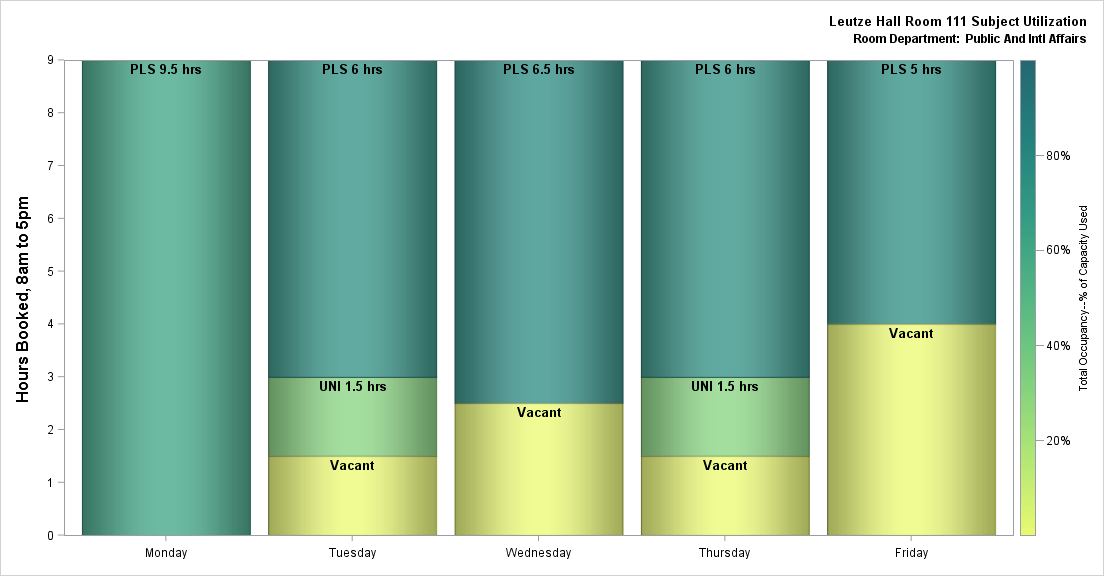 Leutze Hall Room 111 Subject Utilization
Room Department: Public And Intl Affairs
Hours Booked, 8am to 5pm
9
8
7
6
5
4
3
2
1
0
PLS 9.5 hrs
PLS 6 hrs
PLS 6.5 hrs
PLS 6 hrs
PLS 5 hrs
UNI 1.5 hrs
UNI 1.5 hrs
Vacant
Vacant
Vacant
Vacant
Monday
Tuesday
Wednesday
Thursday
Friday
80%
60%
40%
20%
Total Occupancy--% of Capacity Used